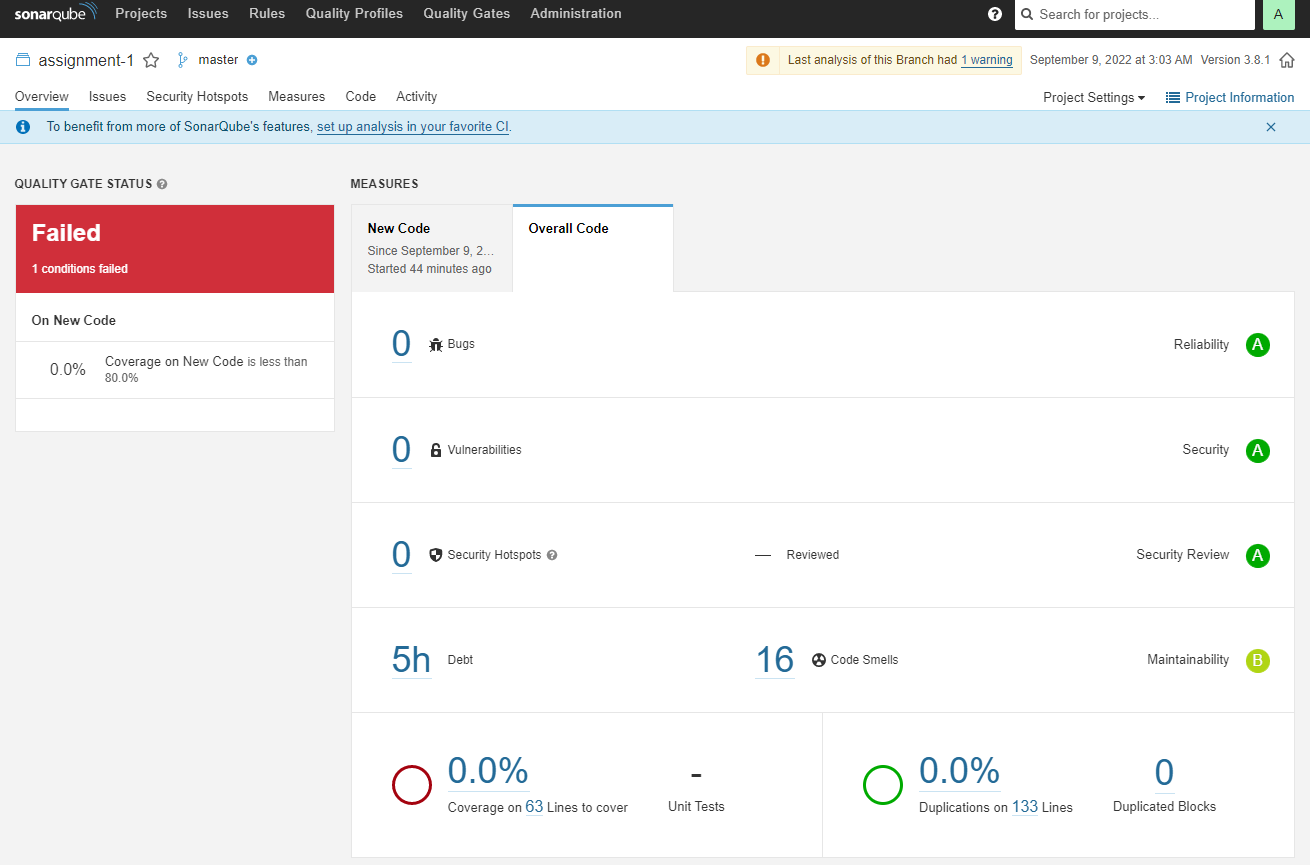 sonarqube Projects Issues Rules Quality Profiles Quality Gates Administration ? Search for projects... A
assignment-1 master ! Last analysis of this Branch had 1 warning September 9, 2022 at 3:03 AM Version 3.8.1
Overview Issues Security Hotspots Measures Code Activity Project Settings Project Information
To benefit from more of SonarQube's features, set up analysis in your favorite CI.
QUALITY GATE STATUS ?
Failed
1 conditions failed
On New Code
0.0% Coverage on New Code is less than
80.0%
MEASURES
New Code
Since September 9, 2...
Started 44 minutes ago
Overall Code
0 Bugs Reliability A
0 Vulnerabilities Security A
0 Security Hotspots ? — Reviewed Security Review A
5h Debt 16 Code Smells Maintainability B
0.0% -
Coverage on 63 Lines to cover Unit Tests
0.0% 0
Duplications on 133 Lines Duplicated Blocks